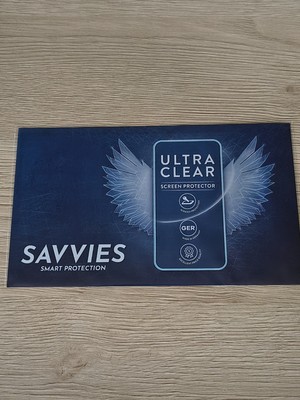 ULTRA
CLEAR
SCREEN PROTECTOR
GER
SAVVIES
SMART PROTECTION